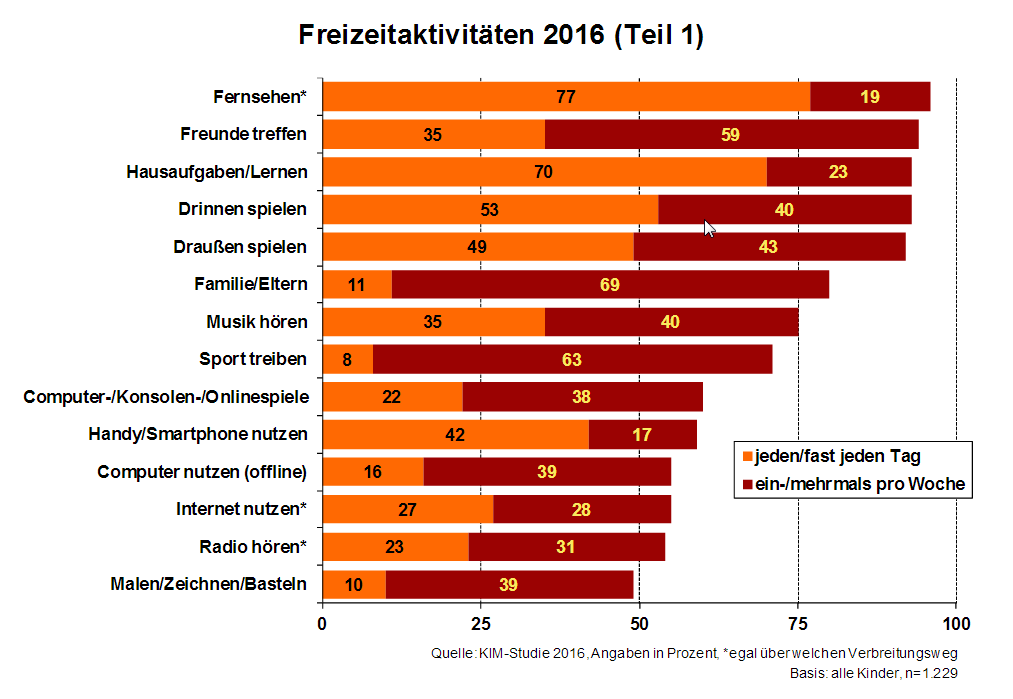 Freizeitaktivitäten 2016 (Teil 1)
Fernsehen* 77 19
Freunde treffen 35 59
Hausaufgaben/Lernen 70 23
Drinnen spielen 53 40
Draußen spielen 49 43
Familie/Eltern 11 69
Musik hören 35 40
Sport treiben 8 63
Computer-/Konsolen-/Onlinespiele 22 38
Handy/Smartphone nutzen 42 17
jeden/fast jeden Tag
Computer nutzen (offline) 16 39
ein-/mehrmals pro Woche
Internet nutzen* 27 28
Radio hören* 23 31
Malen/Zeichnen/Basteln 10 39
0 25 50 75 100
Quelle: KIM-Studie 2016, Angaben in Prozent, *egal über welchen Verbreitungsweg
Basis: alle Kinder, n=1.229